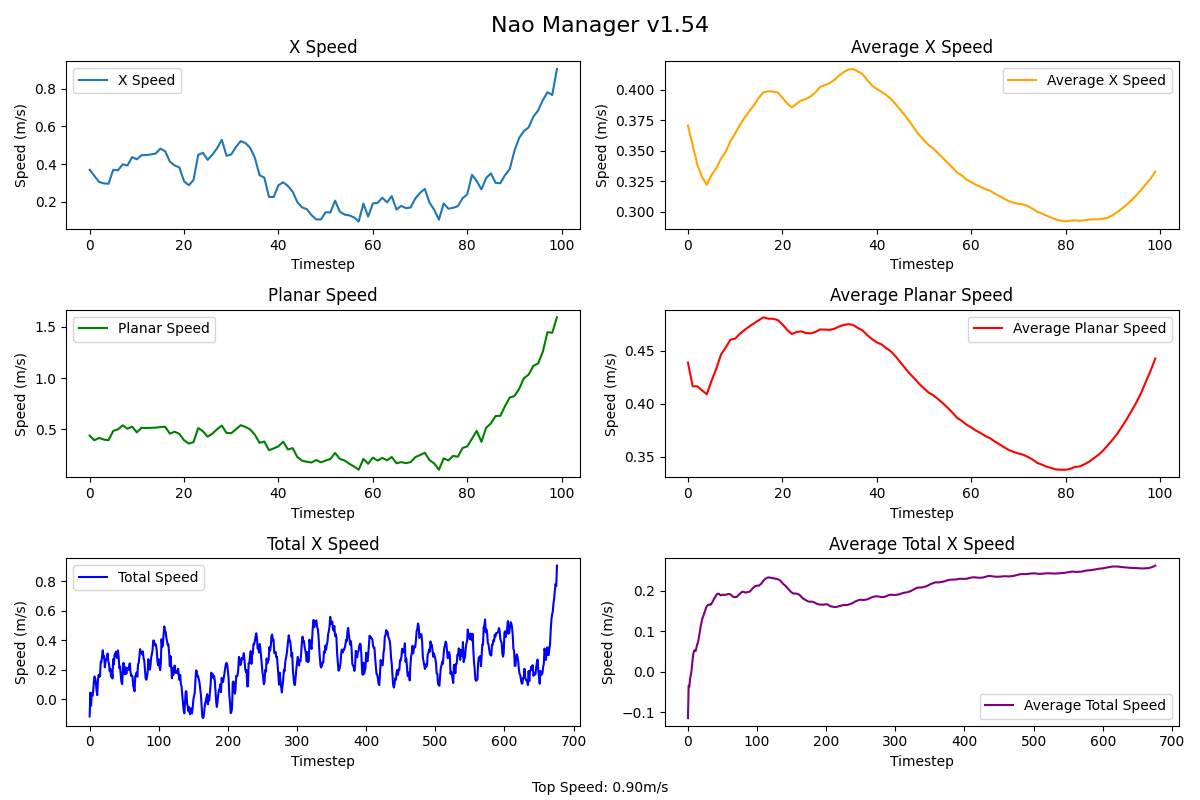 Nao Manager v1.54
X Speed
Speed (m/s)
0.8
0.6
0.4
0.2
X Speed
0 20 40 60 80 100
Timestep
Average X Speed
Speed (m/s)
0.400
0.375
0.350
0.325
0.300
Average X Speed
0 20 40 60 80 100
Timestep
Planar Speed
Speed (m/s)
1.5
1.0
0.5
Planar Speed
0 20 40 60 80 100
Timestep
Average Planar Speed
Speed (m/s)
0.45
0.40
0.35
Average Planar Speed
0 20 40 60 80 100
Timestep
Total X Speed
Speed (m/s)
0.8
0.6
0.4
0.2
0.0
Total Speed
0 100 200 300 400 500 600 700
Timestep
Average Total X Speed
Speed (m/s)
0.2
0.1
0.0
−0.1
Average Total Speed
0 100 200 300 400 500 600 700
Timestep
Top Speed: 0.90m/s